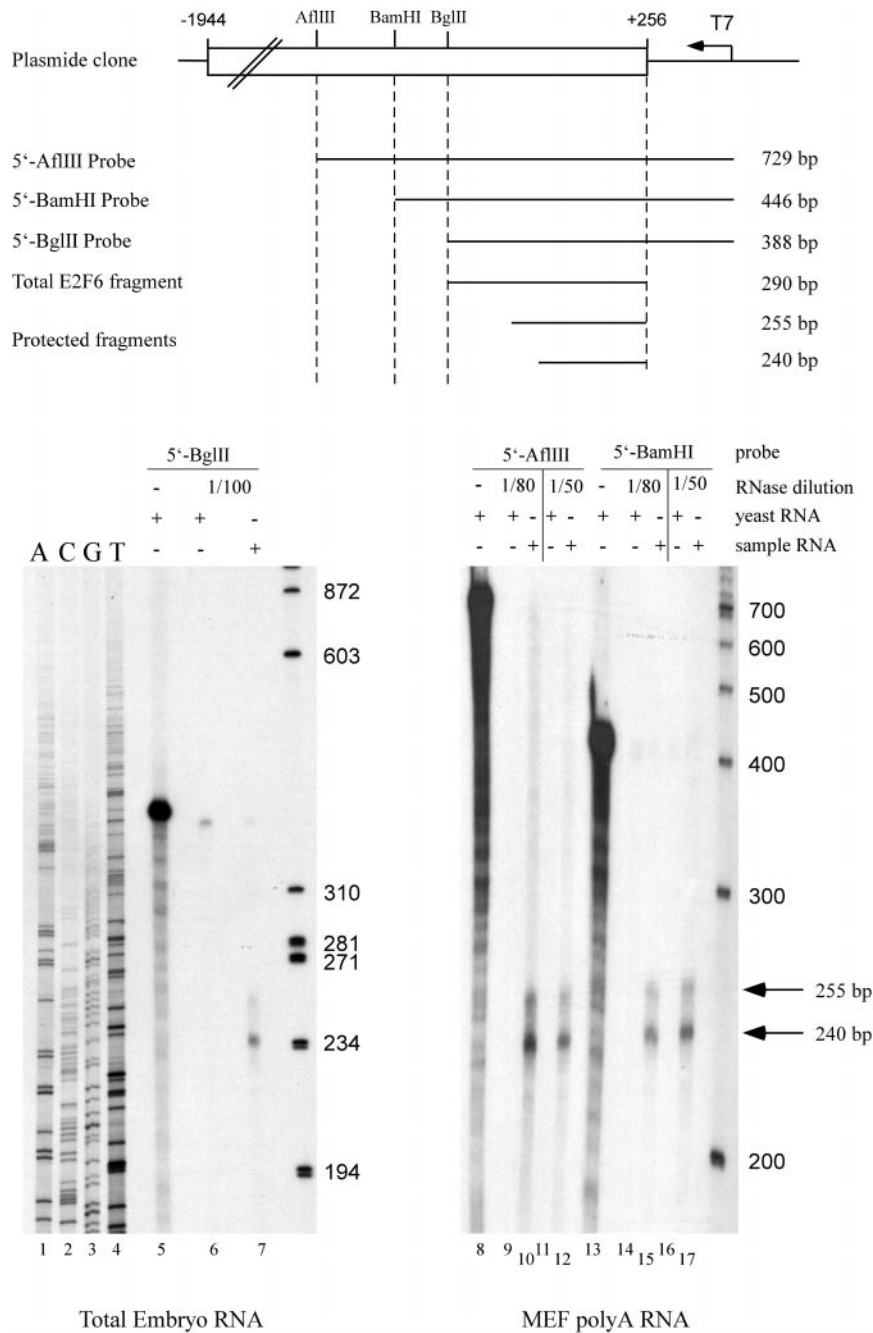 -1944 AflIII BamHI BglII +256 T7
Plasmide clone
5‘-AflIII Probe 729 bp
5‘-BamHI Probe 446 bp
5‘-BglII Probe 388 bp
Total E2F6 fragment 290 bp
255 bp
Protected fragments
240 bp
5‘-BglII 5‘-AflIII 5‘-BamHI probe
- 1/100 - 1/80 1/50 - 1/80 1/50 RNase dilution
+ + - + + - + - + + - + - yeast RNA
A C G T - - + - - + - + - - + - + sample RNA
872
603
310
281
271
234
194
700
600
500
400
300
255 bp
240 bp
200
1 2 3 4 5 6 7 8 9 10 11 12 13 14 15 16 17
Total Embryo RNA MEF polyA RNA